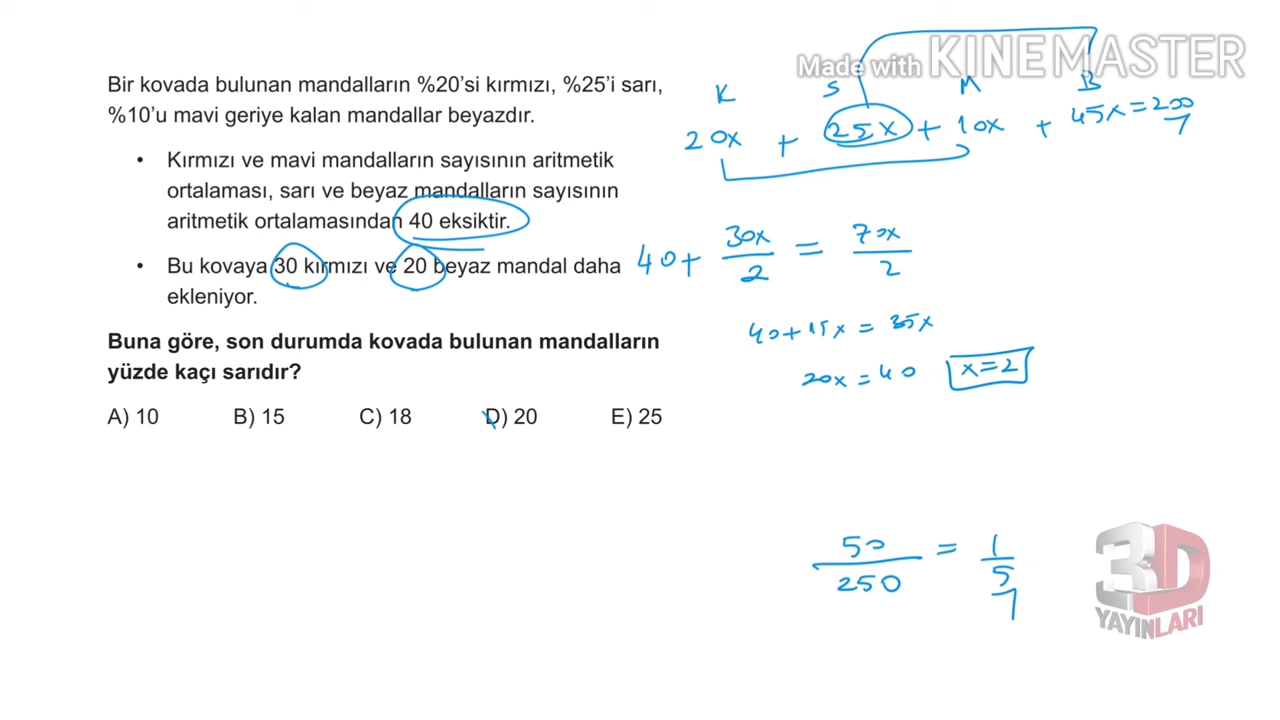 Made with KINEMASTER
Bir kovada bulunan mandalların %20'si kırmızı, %25'i sarı,
%10'u mavi geriye kalan mandallar beyazdır.
• Kırmızı ve mavi mandalların sayısının aritmetik
ortalaması, sarı ve beyaz mandalların sayısının
aritmetik ortalamasından 40 eksiktir.
• Bu kovaya 30 kırmızı ve 20 beyaz mandal daha
ekleniyor.
Buna göre, son durumda kovada bulunan mandalların
yüzde kaçı sarıdır?
A) 10 B) 15 C) 18 D) 20 E) 25
K S M B
20x + 25x + 10x + 45x = 200
40 + 30x/2 = 70x/2
40 + 15x = 35x
20x = 40 x = 2
50/250 = 1/5
3D
YAYINLARI